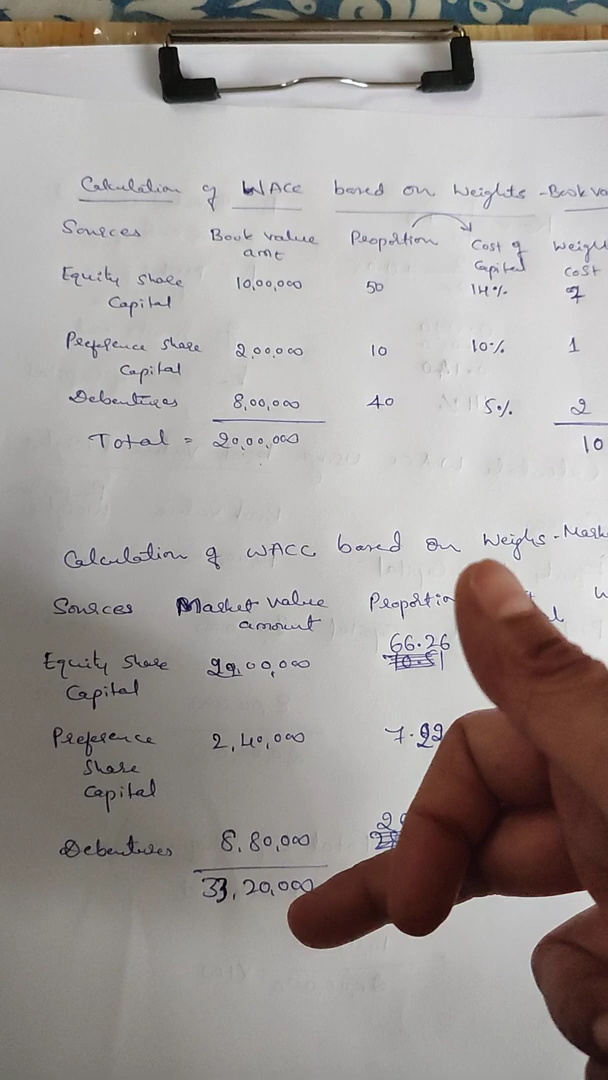 Calculation of WACC based on Weights - Book va
Sources Book value Proportion Cost of Weigh
amt Capital cost
Equity share 10,00,000 50 14% 7
Capital
Preference share 2,00,000 10 10% 1
Capital
Debentures 8,00,000 40 5% 2
Total = 20,00,000 10
Calculation of WACC based on Weighs - Mark
Sources Market value Proportio
amount
66.26
Equity Share 22,00,000
Capital
Preference 2,40,000 7.22
Share
Capital
Debentures 8,80,000
33,20,000